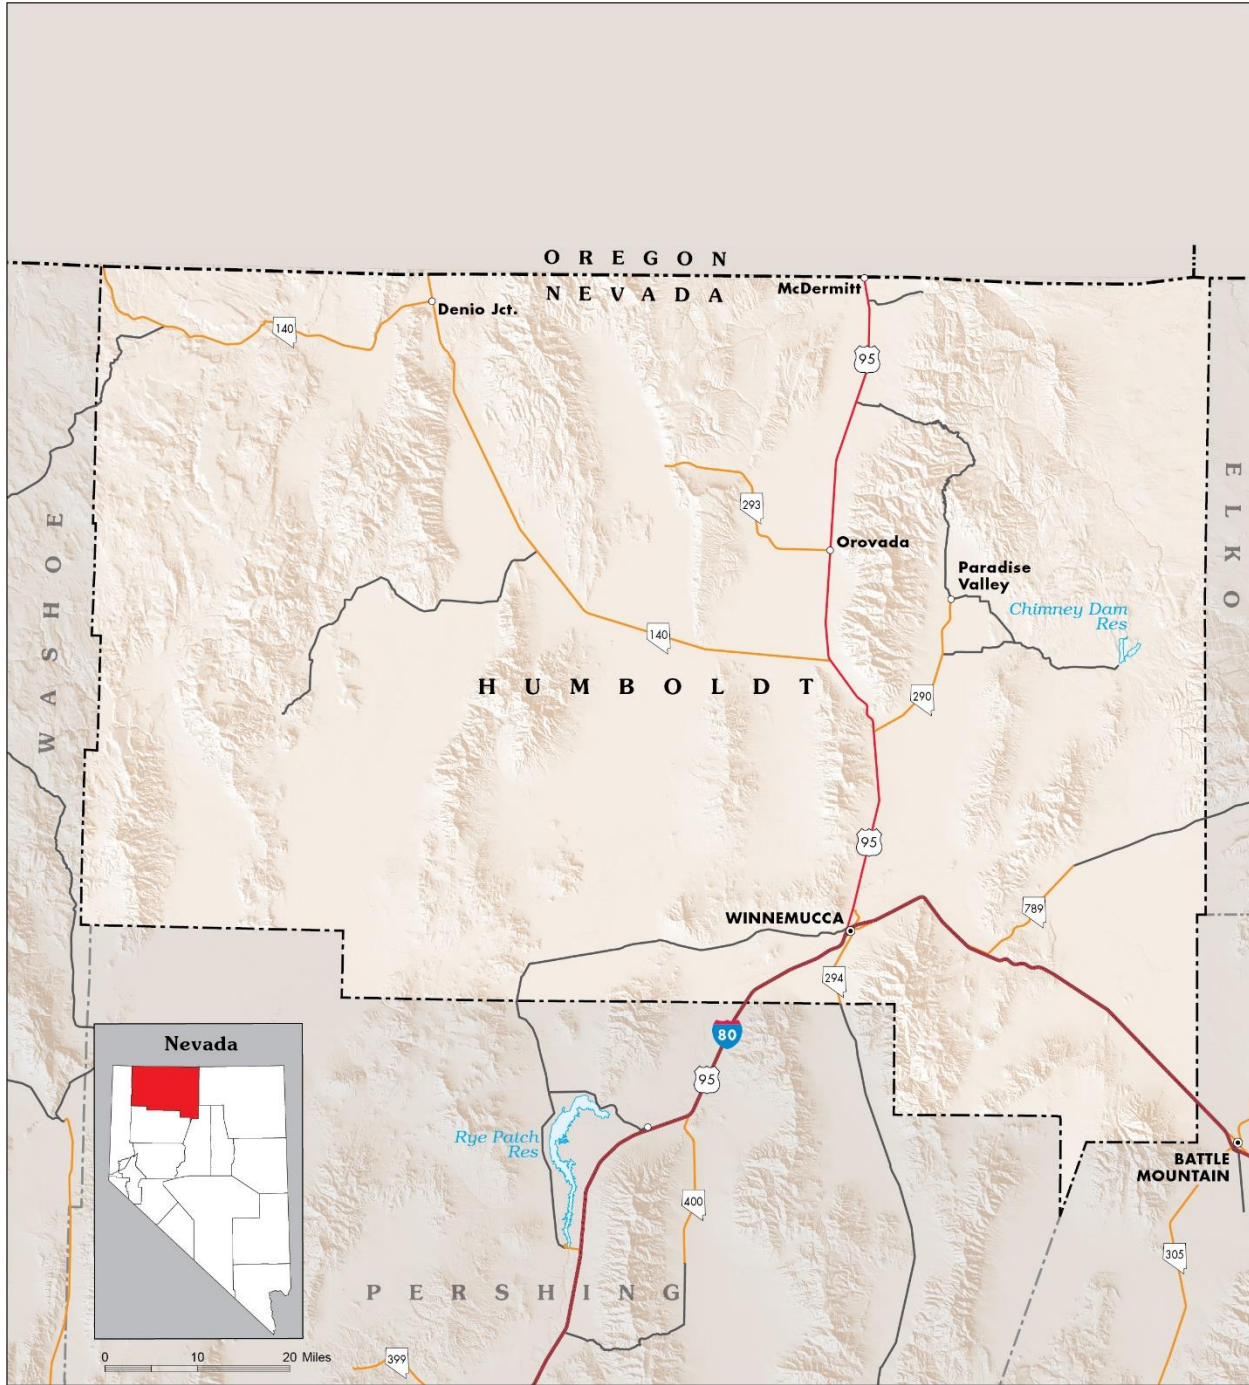 OREGON
NEVADA
McDermitt
Denio Jct.
140
95
293
Orovada
Paradise
Valley
Chimney Dam
Res
ELKO
WASHOE
140
HUMBOLDT
290
95
789
WINNEMUCCA
294
Nevada
80
95
Rye Patch
Res
BATTLE
MOUNTAIN
400
305
PERSHING
399
0 10 20 Miles